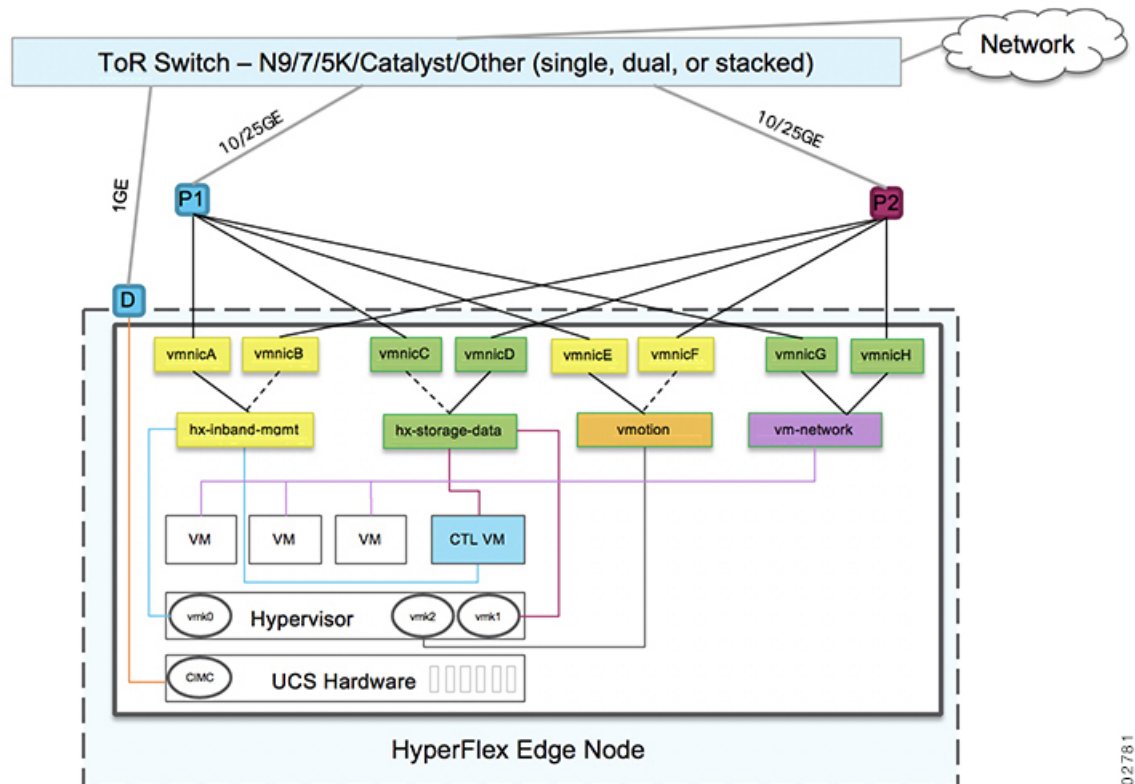 Network
ToR Switch – N9/7/5K/Catalyst/Other (single, dual, or stacked)
10/25GE
10/25GE
1GE
P1
P2
D
vmnicA
vmnicB
vmnicC
vmnicD
vmnicE
vmnicF
vmnicG
vmnicH
hx-inband-mgmt
hx-storage-data
vmotion
vm-network
VM
VM
VM
CTL VM
vmk0
Hypervisor
vmk2
vmk1
CIMC
UCS Hardware
HyperFlex Edge Node
02781